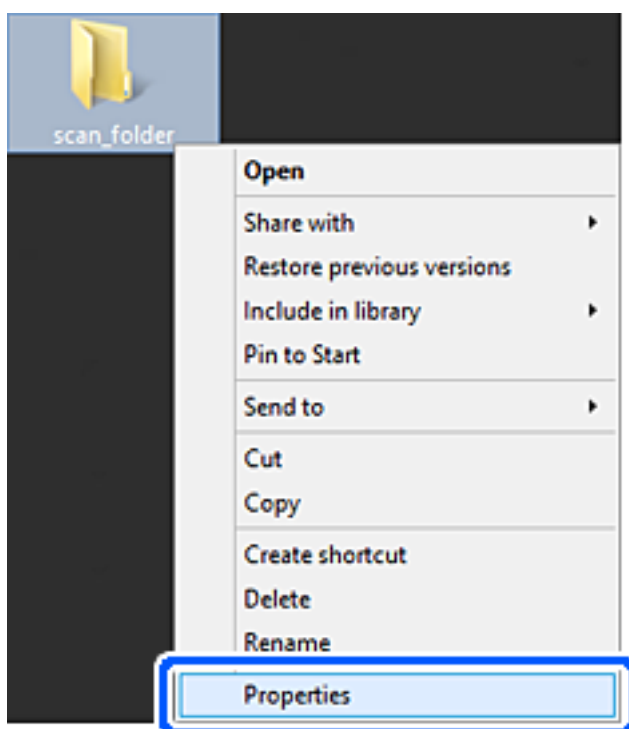 scan_folder
Open
Share with
Restore previous versions
Include in library
Pin to Start
Send to
Cut
Copy
Create shortcut
Delete
Rename
Properties